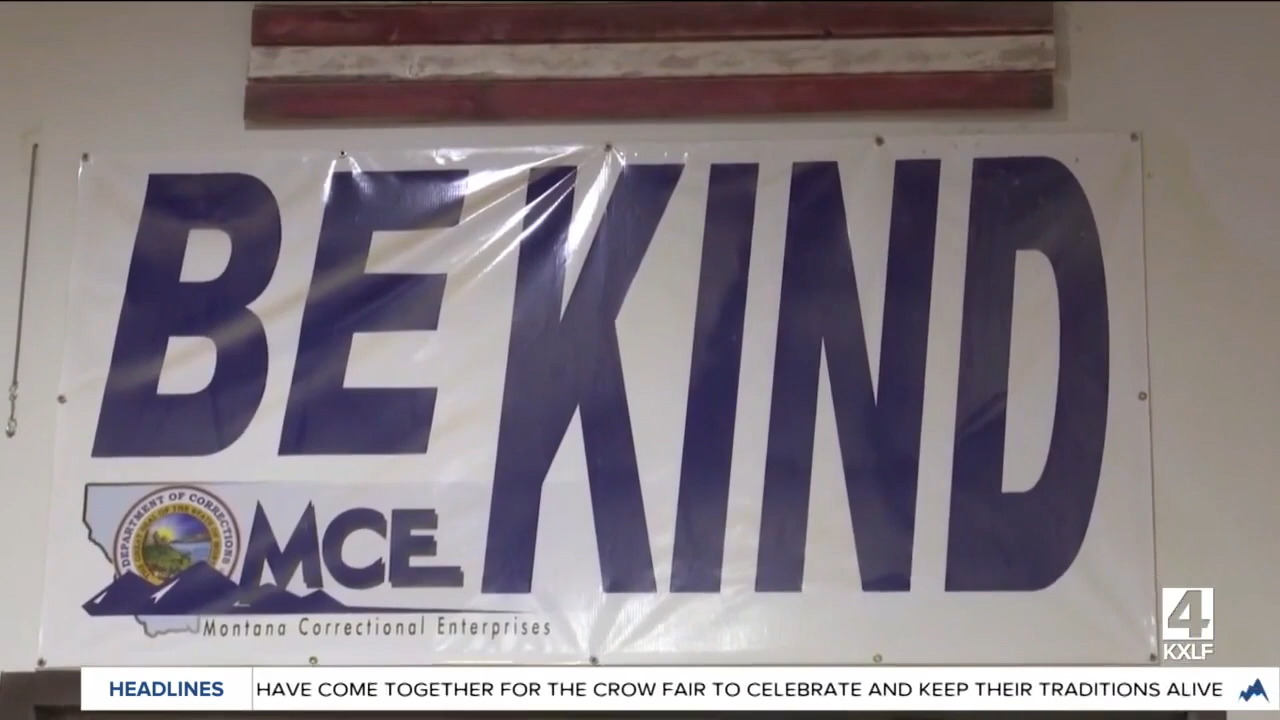 BE KIND
DEPARTMENT OF CORRECTIONS
MCE
Montana Correctional Enterprises
4
KXLF
HEADLINES
HAVE COME TOGETHER FOR THE CROW FAIR TO CELEBRATE AND KEEP THEIR TRADITIONS ALIVE